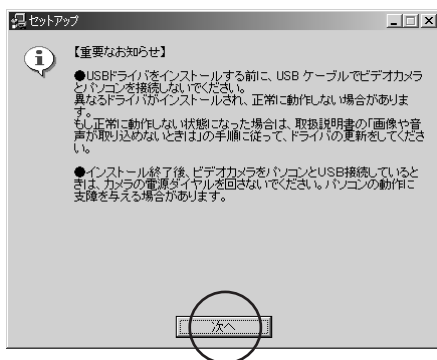 セットアップ
【重要なお知らせ】
●USBドライバをインストールする前に、USB ケーブルでビデオカメラ
とパソコンを接続しないでください。
異なるドライバがインストールされ、正常に動作しない場合がありま
す。
もし正常に動作しない状態になった場合は、取扱説明書の「画像や音
声が取り込めないときは」の手順に従って、ドライバの更新をしてくださ
い。
●インストール終了後、ビデオカメラをパソコンとUSB接続していると
きは、カメラの電源ダイヤルを回さないでください。パソコンの動作に
支障を与える場合があります。
次へ